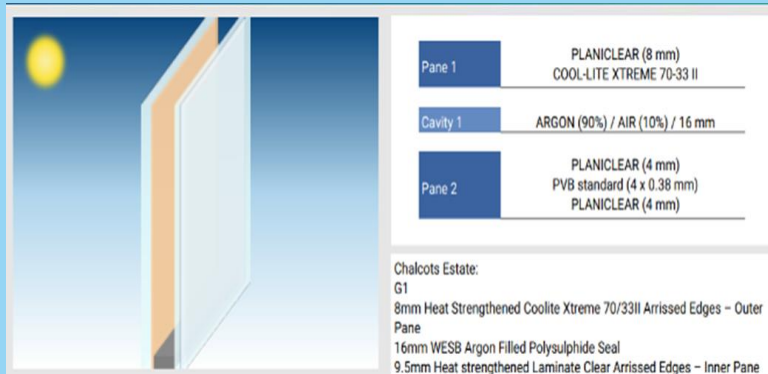 Pane 1
PLANICLEAR (8 mm)
COOL-LITE XTREME 70-33 II
Cavity 1
ARGON (90%) / AIR (10%) / 16 mm
Pane 2
PLANICLEAR (4 mm)
PVB standard (4 x 0.38 mm)
PLANICLEAR (4 mm)
Chalcots Estate:
G1
8mm Heat Strengthened Coolite Xtreme 70/33II Arrissed Edges – Outer
Pane
16mm WESB Argon Filled Polysulphide Seal
9.5mm Heat strengthened Laminate Clear Arrissed Edges – Inner Pane